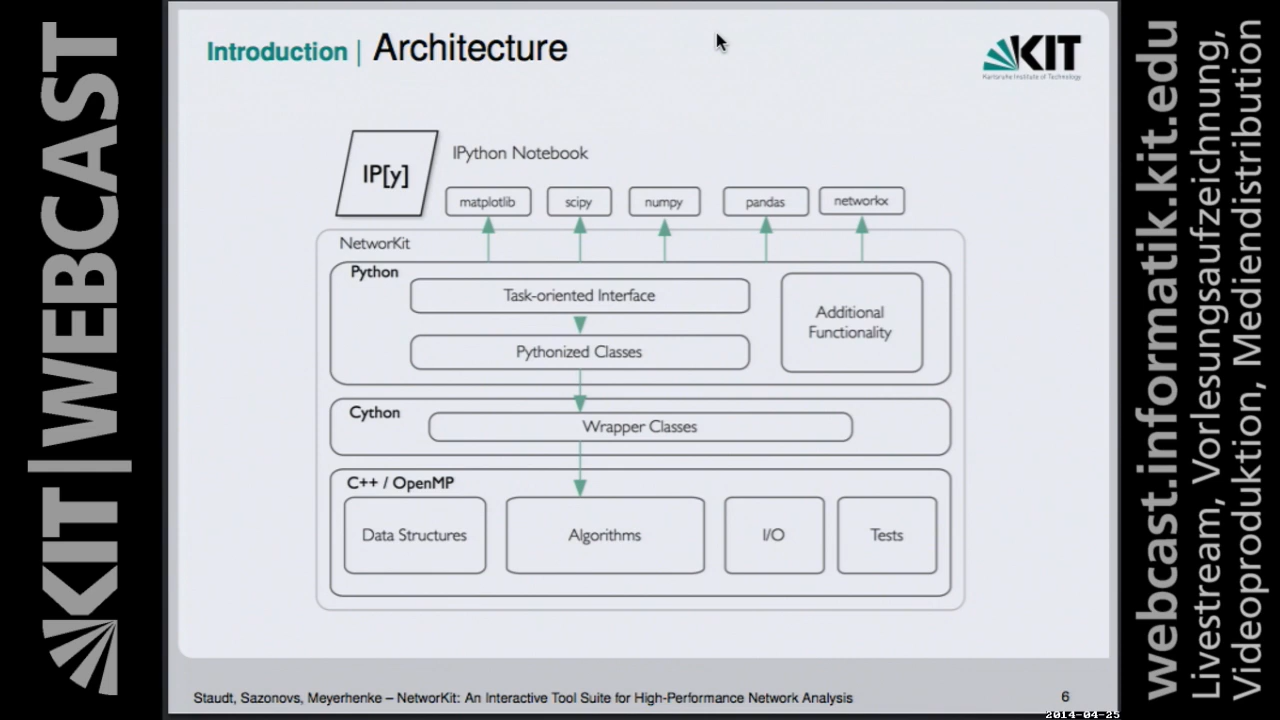 KIT | WEBCAST
Introduction | Architecture
KIT
Karlsruhe Institute of Technology
IP[y]
IPython Notebook
matplotlib
scipy
numpy
pandas
networkx
NetworKit
Python
Task-oriented Interface
Additional
Functionality
Pythonized Classes
Cython
Wrapper Classes
C++ / OpenMP
Data Structures
Algorithms
I/O
Tests
Staudt, Sazonovs, Meyerhenke – NetworKit: An Interactive Tool Suite for High-Performance Network Analysis
6
2014-04-25
webcast.informatik.kit.edu
Livestream, Vorlesungsaufzeichnung,
Videoproduktion, Mediendistribution